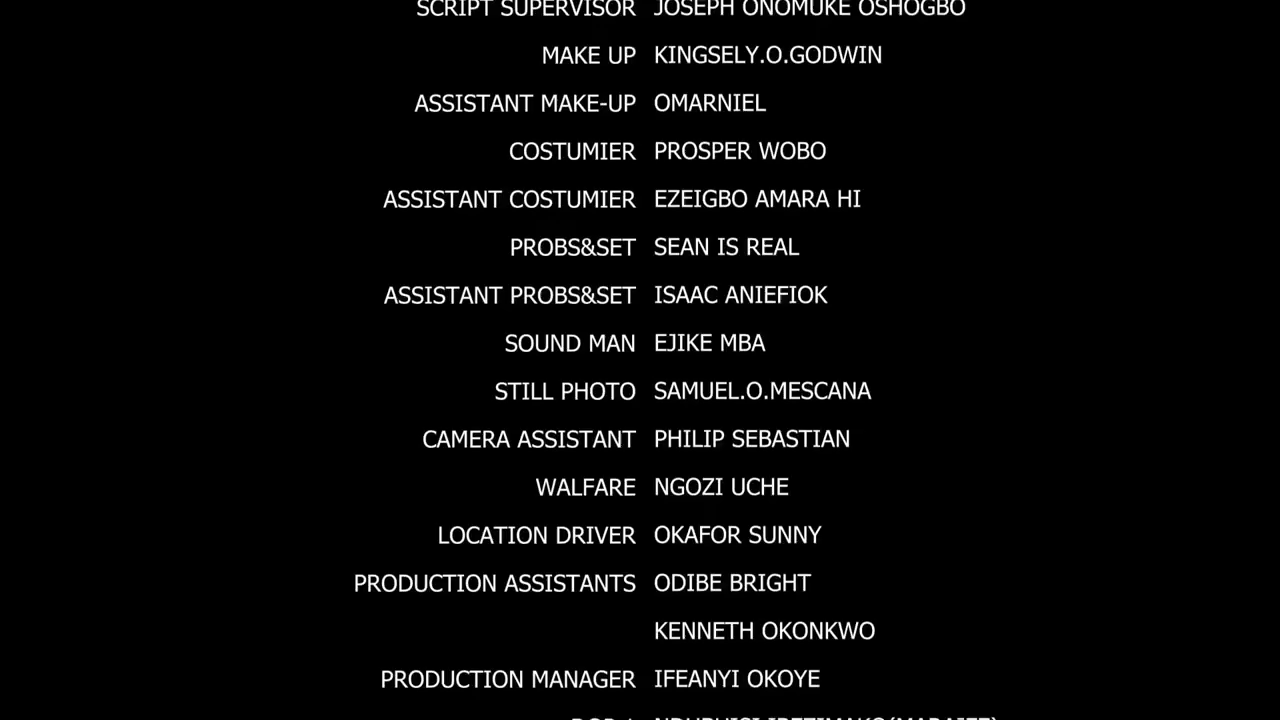 SCRIPT SUPERVISOR JOSEPH ONOMUKE OSHOGBO
MAKE UP KINGSELY.O.GODWIN
ASSISTANT MAKE-UP OMARNIEL
COSTUMIER PROSPER WOBO
ASSISTANT COSTUMIER EZEIGBO AMARA HI
PROBS&SET SEAN IS REAL
ASSISTANT PROBS&SET ISAAC ANIEFIOK
SOUND MAN EJIKE MBA
STILL PHOTO SAMUEL.O.MESCANA
CAMERA ASSISTANT PHILIP SEBASTIAN
WALFARE NGOZI UCHE
LOCATION DRIVER OKAFOR SUNNY
PRODUCTION ASSISTANTS ODIBE BRIGHT
KENNETH OKONKWO
PRODUCTION MANAGER IFEANYI OKOYE